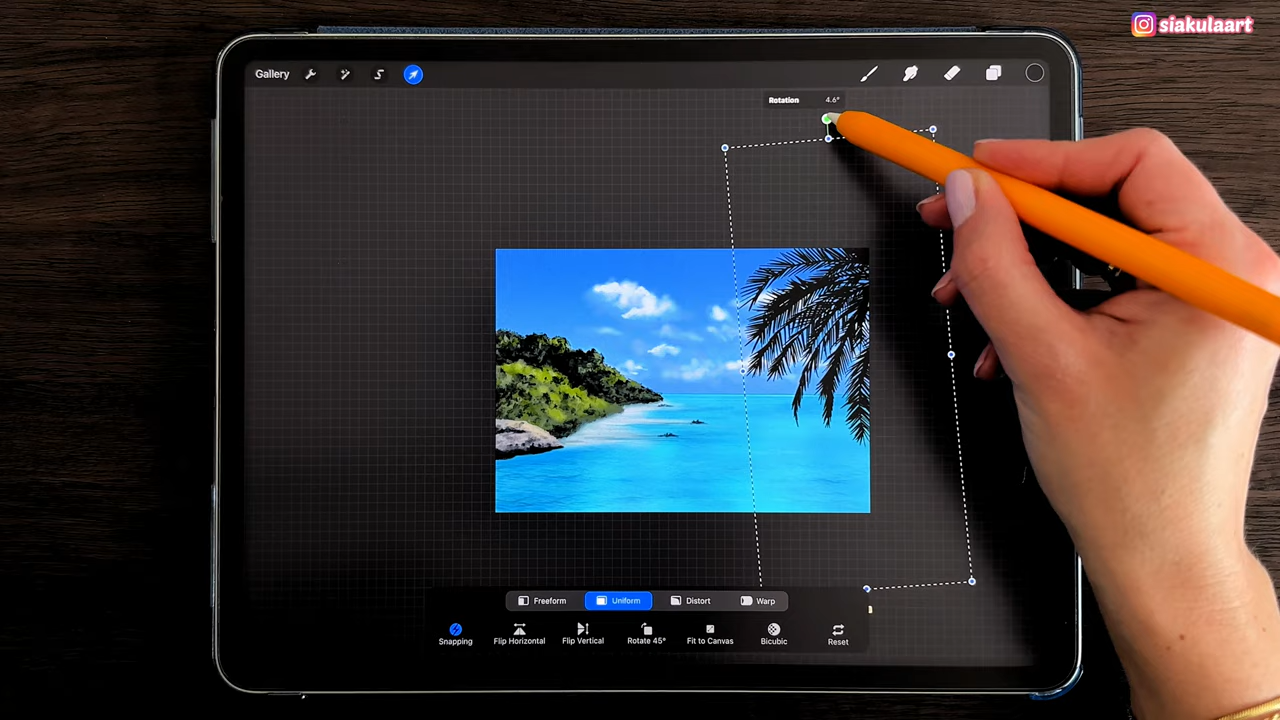 siakulaart
Gallery
Rotation 4.6°
Freeform Uniform Distort Warp
Snapping Flip Horizontal Flip Vertical Rotate 45° Fit to Canvas Bicubic Reset